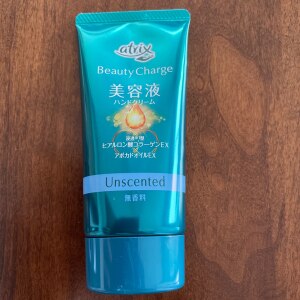 atrix
Beauty Charge
美容液
ハンドクリーム
ヒアルロン酸コラーゲンEX
アボカドオイルEX
Unscented
無香料